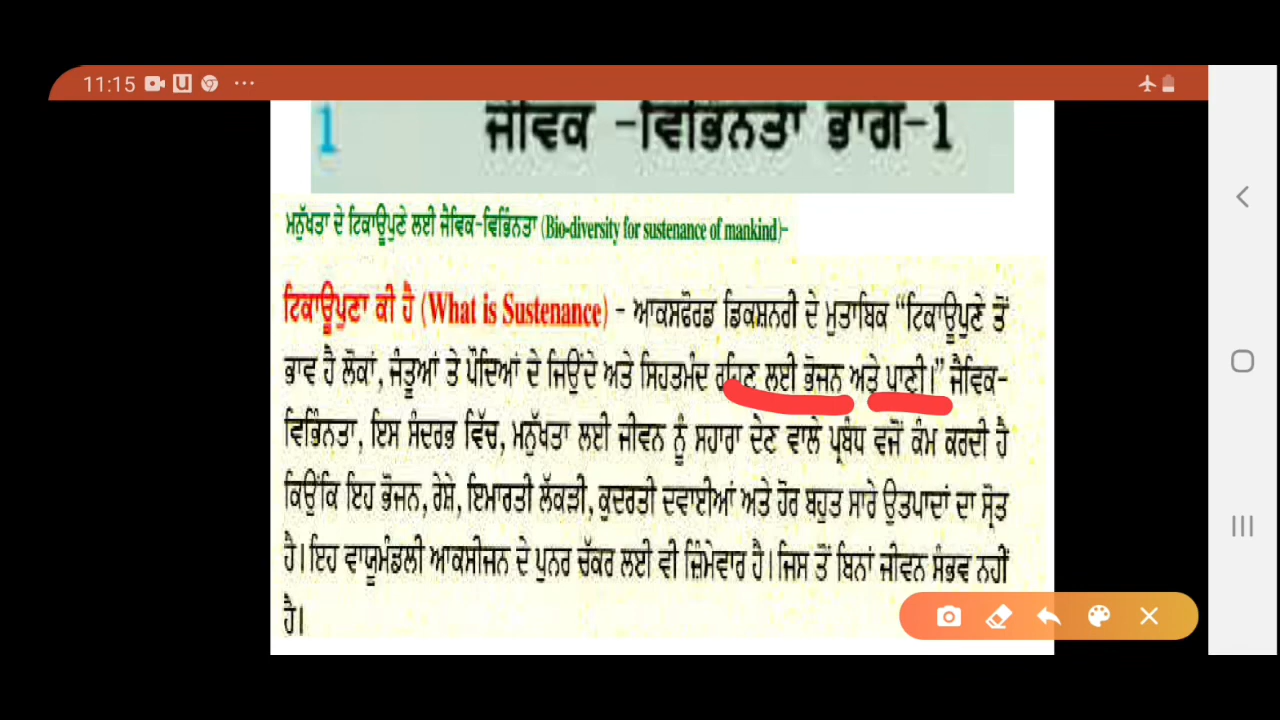 11:15
1 ਜੈਵਿਕ -ਵਿਭਿੰਨਤਾ ਭਾਗ-1
ਮਨੁੱਖਤਾ ਦੇ ਟਿਕਾਊਪੁਣੇ ਲਈ ਜੈਵਿਕ-ਵਿਭਿੰਨਤਾ (Bio-diversity for sustenance of mankind)-
ਟਿਕਾਊਪੁਣਾ ਕੀ ਹੈ (What is Sustenance) - ਆਕਸਫੋਰਡ ਡਿਕਸ਼ਨਰੀ ਦੇ ਮੁਤਾਬਿਕ “ਟਿਕਾਊਪੁਣੇ ਤੋਂ
ਭਾਵ ਹੈ ਲੋਕਾਂ, ਜੰਤੂਆਂ ਤੇ ਪੌਦਿਆਂ ਦੇ ਜਿਉਂਦੇ ਅਤੇ ਸਿਹਤਮੰਦ ਰਹਿਣ ਲਈ ਭੋਜਨ ਅਤੇ ਪਾਣੀ।” ਜੈਵਿਕ-
ਵਿਭਿੰਨਤਾ, ਇਸ ਸੰਦਰਭ ਵਿੱਚ, ਮਨੁੱਖਤਾ ਲਈ ਜੀਵਨ ਨੂੰ ਸਹਾਰਾ ਦੇਣ ਵਾਲੇ ਪ੍ਰਬੰਧ ਵਜੋਂ ਕੰਮ ਕਰਦੀ ਹੈ
ਕਿਉਂਕਿ ਇਹ ਭੋਜਨ, ਰੇਸ਼ੇ, ਇਮਾਰਤੀ ਲੱਕੜੀ, ਕੁਦਰਤੀ ਦਵਾਈਆਂ ਅਤੇ ਹੋਰ ਬਹੁਤ ਸਾਰੇ ਉਤਪਾਦਾਂ ਦਾ ਸ੍ਰੋਤ
ਹੈ। ਇਹ ਵਾਯੂਮੰਡਲੀ ਆਕਸੀਜਨ ਦੇ ਪੁਨਰ ਚੱਕਰ ਲਈ ਵੀ ਜ਼ਿੰਮੇਵਾਰ ਹੈ। ਜਿਸ ਤੋਂ ਬਿਨਾਂ ਜੀਵਨ ਸੰਭਵ ਨਹੀਂ
ਹੈ।